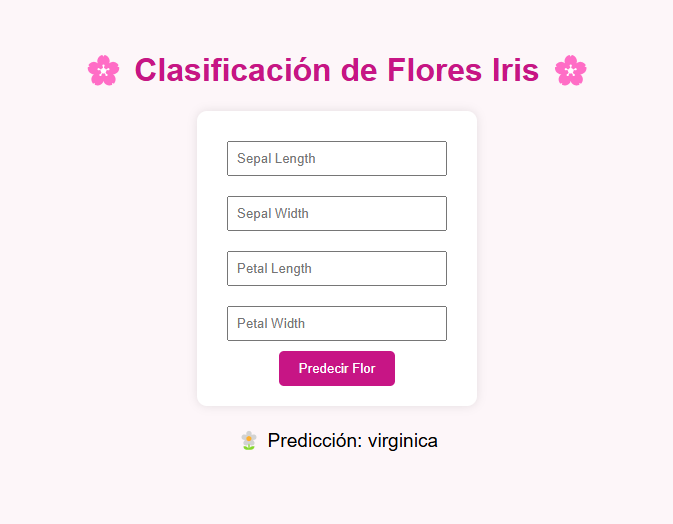 🌸 Clasificación de Flores Iris 🌸
Sepal Length
Sepal Width
Petal Length
Petal Width
Predecir Flor
🌼 Predicción: virginica